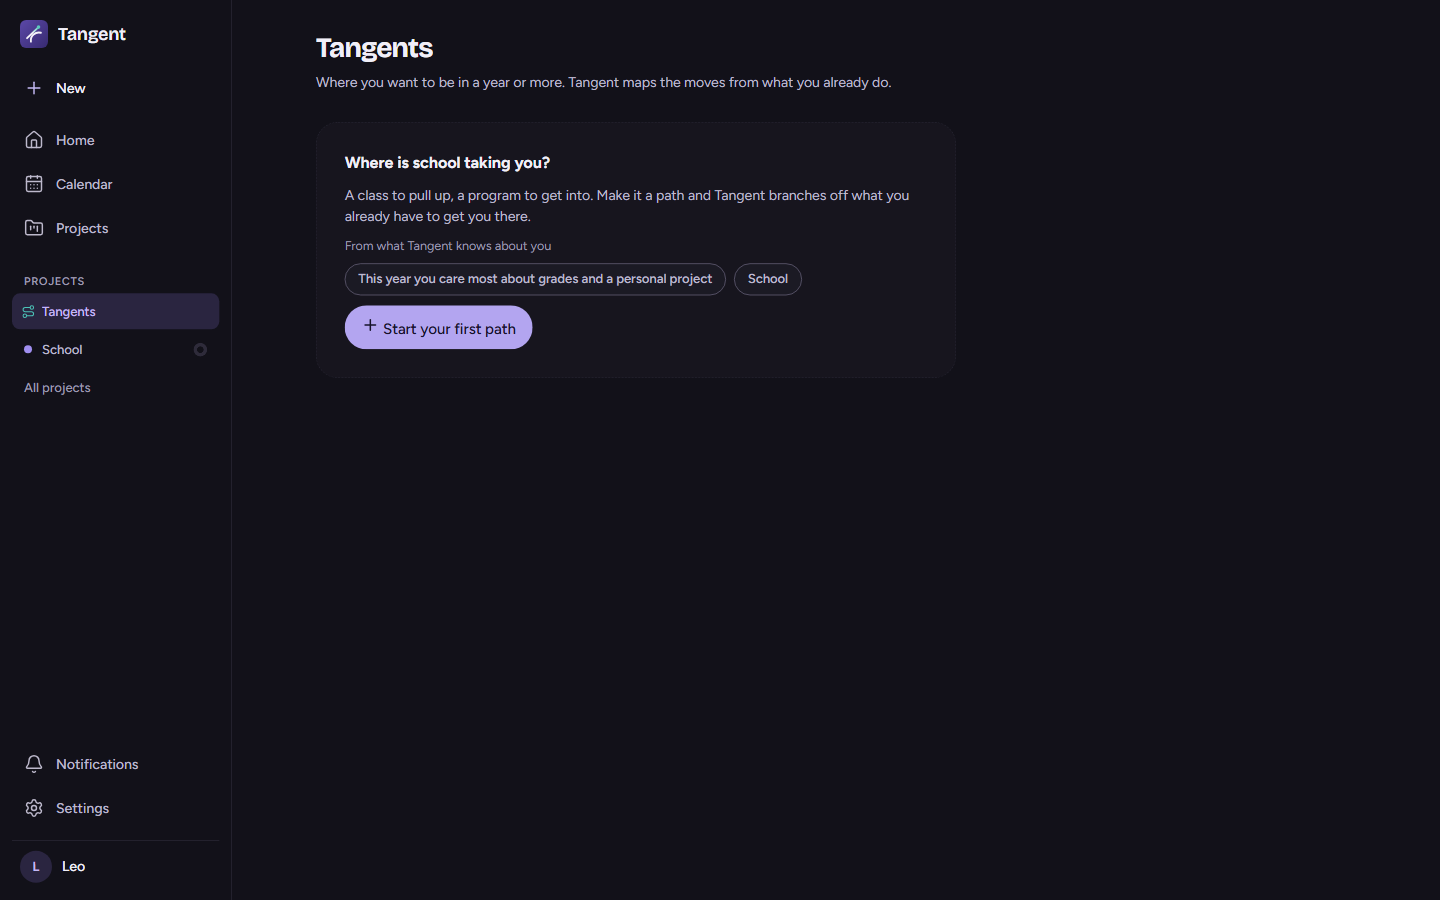 Tangent
New
Home
Calendar
Projects
PROJECTS
Tangents
School
All projects
Notifications
Settings
L
Leo
Tangents
Where you want to be in a year or more. Tangent maps the moves from what you already do.
Where is school taking you?
A class to pull up, a program to get into. Make it a path and Tangent branches off what you
already have to get you there.
From what Tangent knows about you
This year you care most about grades and a personal project
School
Start your first path